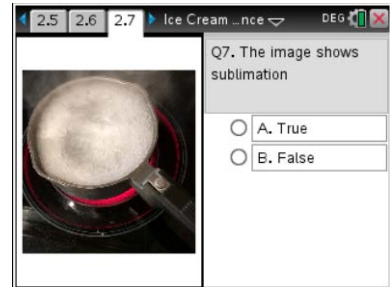 2.5 2.6 2.7 Ice Cream ...nce DEG
Q7. The image shows
sublimation
A. True
B. False